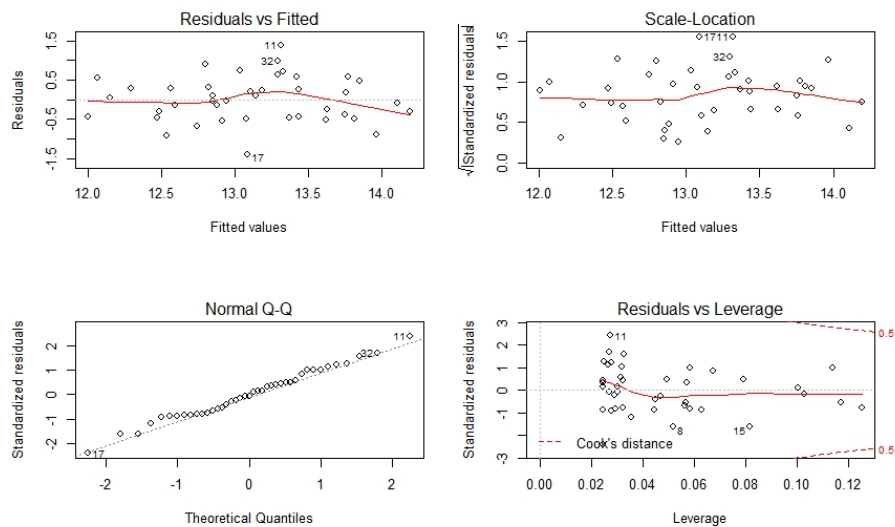 Residuals vs Fitted
Residuals
1.5
0.5
-0.5
-1.5
11
32
17
12.0 12.5 13.0 13.5 14.0
Fitted values
Scale-Location
√|Standardized residuals
1.5
1.0
0.5
0.0
1711
32
12.0 12.5 13.0 13.5 14.0
Fitted values
Normal Q-Q
Standardized residuals
2
1
0
-1
-2
11
32
17
-2 -1 0 1 2
Theoretical Quantiles
Residuals vs Leverage
Standardized residuals
3
2
1
0
-1
-3
11
8
15
0.5
0.5
Cook's distance
0.00 0.02 0.04 0.06 0.08 0.10 0.12
Leverage